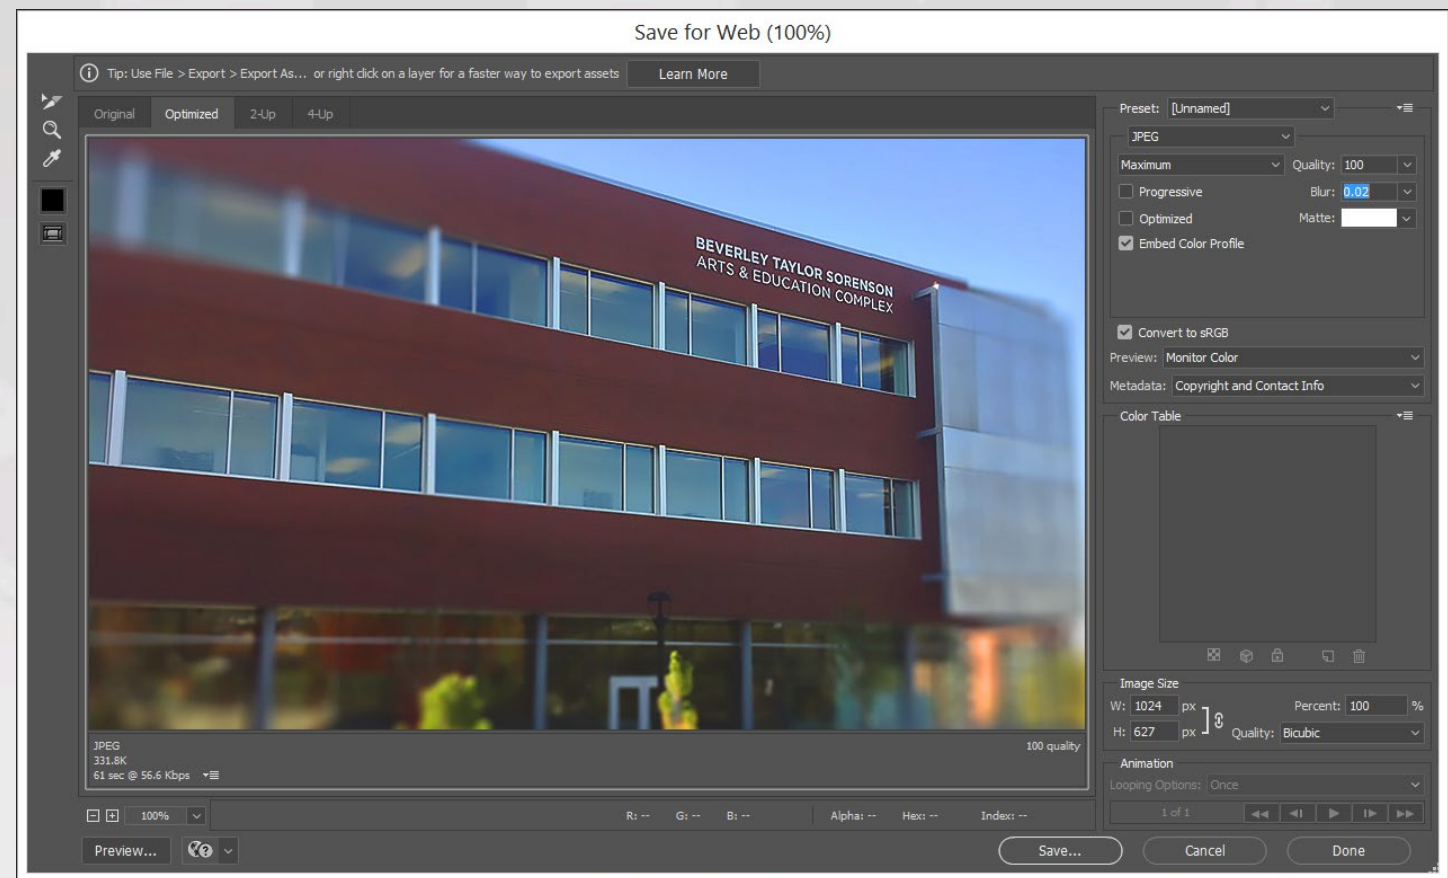 Save for Web (100%)
Tip: Use File > Export > Export As... or right click on a layer for a faster way to export assets
Learn More
Original Optimized 2-Up 4-Up
BEVERLEY TAYLOR SORENSON
ARTS & EDUCATION COMPLEX
JPEG
331.8K
61 sec @ 56.6 Kbps
100 quality
100% R: -- G: -- B: -- Alpha: -- Hex: -- Index: --
Preview...
Preset: [Unnamed]
JPEG
Maximum Quality: 100
Progressive Blur: 0.02
Optimized Matte:
Embed Color Profile
Convert to sRGB
Preview: Monitor Color
Metadata: Copyright and Contact Info
Color Table
Image Size
W: 1024 px Percent: 100 %
H: 627 px Quality: Bicubic
Animation
Looping Options: Once
1 of 1
Save... Cancel Done